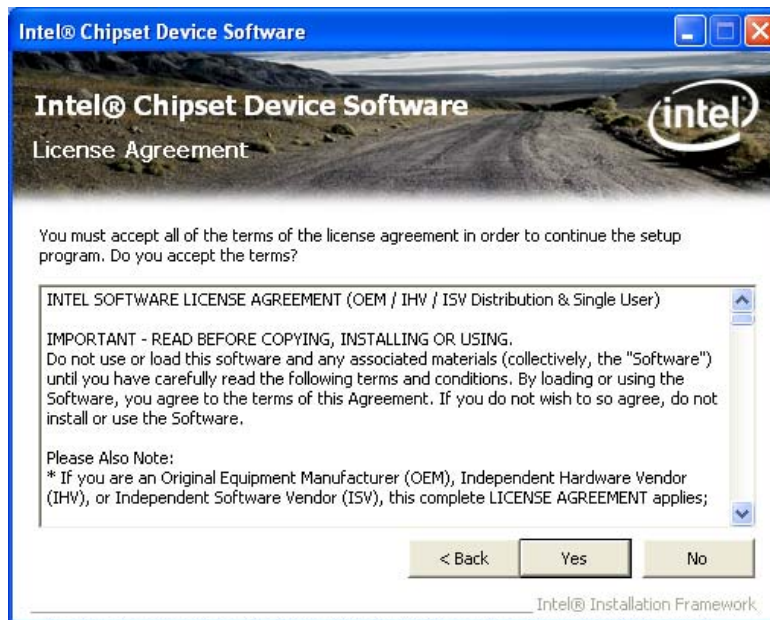 Intel® Chipset Device Software
Intel® Chipset Device Software
intel
License Agreement
You must accept all of the terms of the license agreement in order to continue the setup
program. Do you accept the terms?
INTEL SOFTWARE LICENSE AGREEMENT (OEM / IHV / ISV Distribution & Single User)
IMPORTANT - READ BEFORE COPYING, INSTALLING OR USING.
Do not use or load this software and any associated materials (collectively, the "Software")
until you have carefully read the following terms and conditions. By loading or using the
Software, you agree to the terms of this Agreement. If you do not wish to so agree, do not
install or use the Software.
Please Also Note:
* If you are an Original Equipment Manufacturer (OEM), Independent Hardware Vendor
(IHV), or Independent Software Vendor (ISV), this complete LICENSE AGREEMENT applies;
< Back Yes No
Intel® Installation Framework